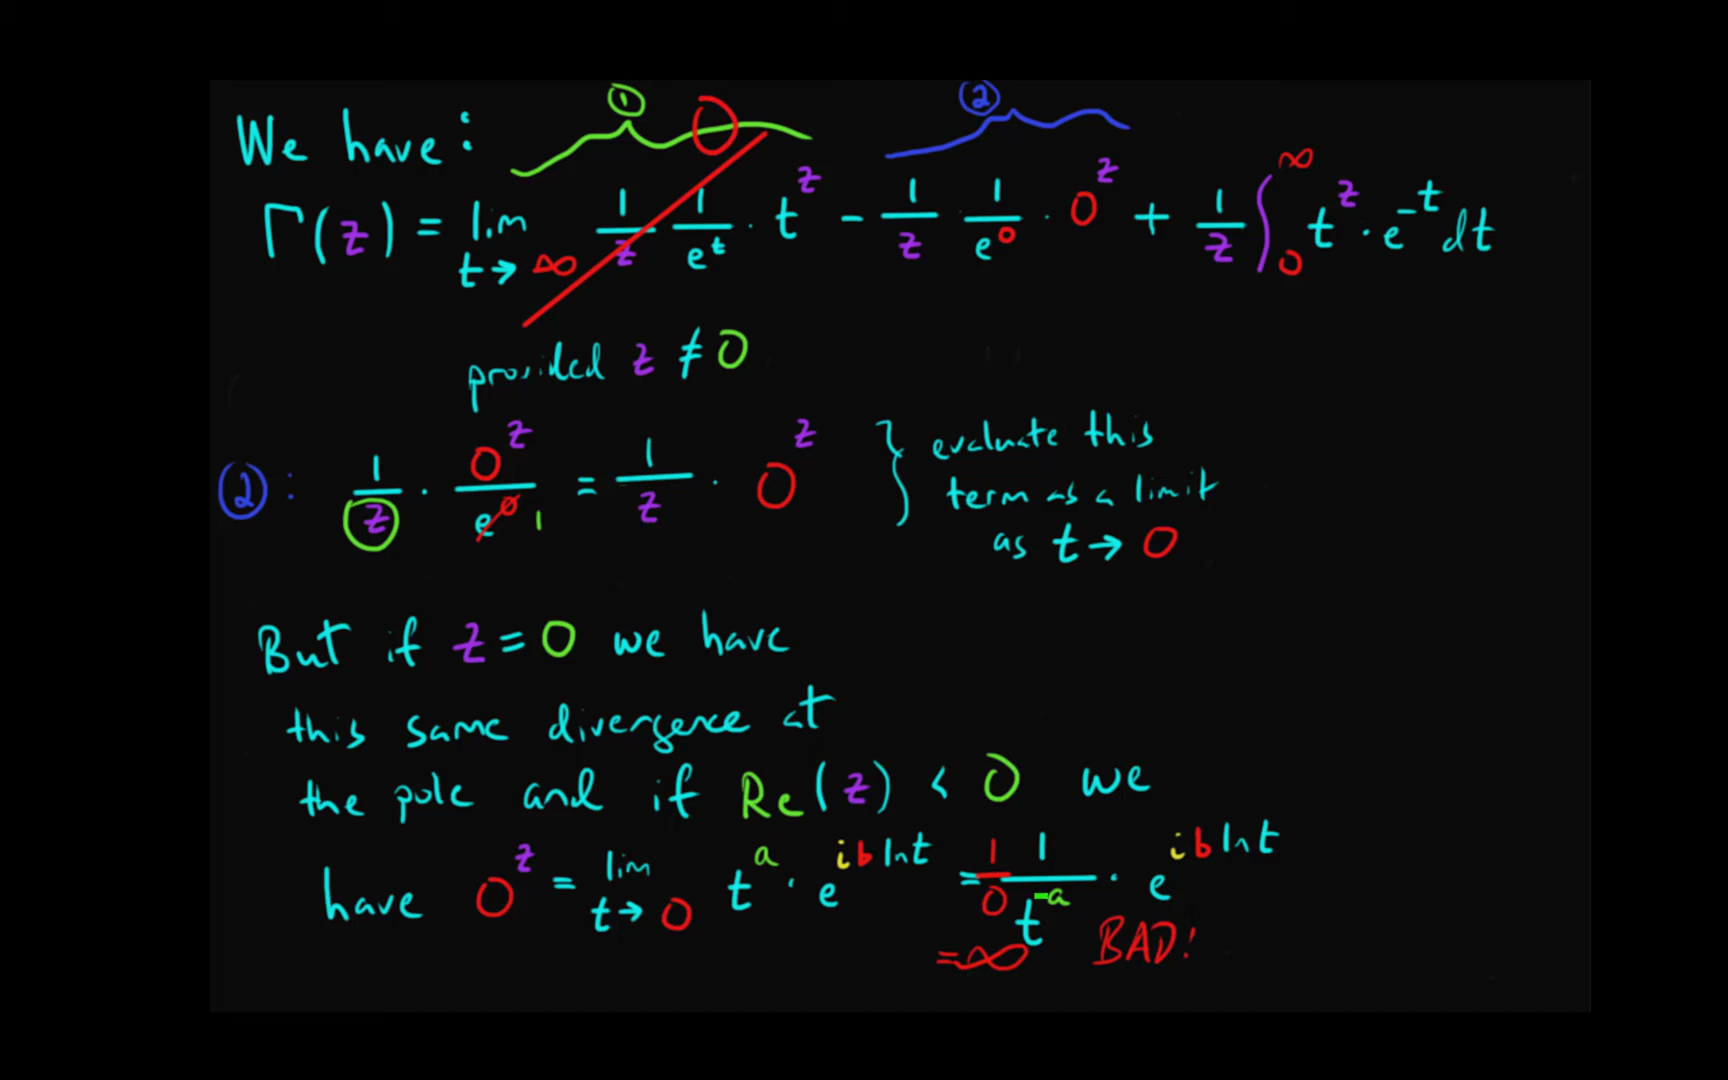 ① 0 ②
We have:
Γ(z) = lim t→∞ 1/z · 1/e^t · t^z - 1/z · 1/e^0 · 0^z + 1/z ∫_0^∞ t^z · e^-t dt
provided z ≠ 0
②: 1/z · 0^z/e^0 1 = 1/z · 0^z } evaluate this
term as a limit
as t → 0
But if z = 0 we have
this same divergence at
the pole and if Re(z) < 0 we
have 0^z = lim t→0 t^a · e^(ib ln t) = 1/0 1/t^-a · e^(ib ln t)
= ∞ BAD!